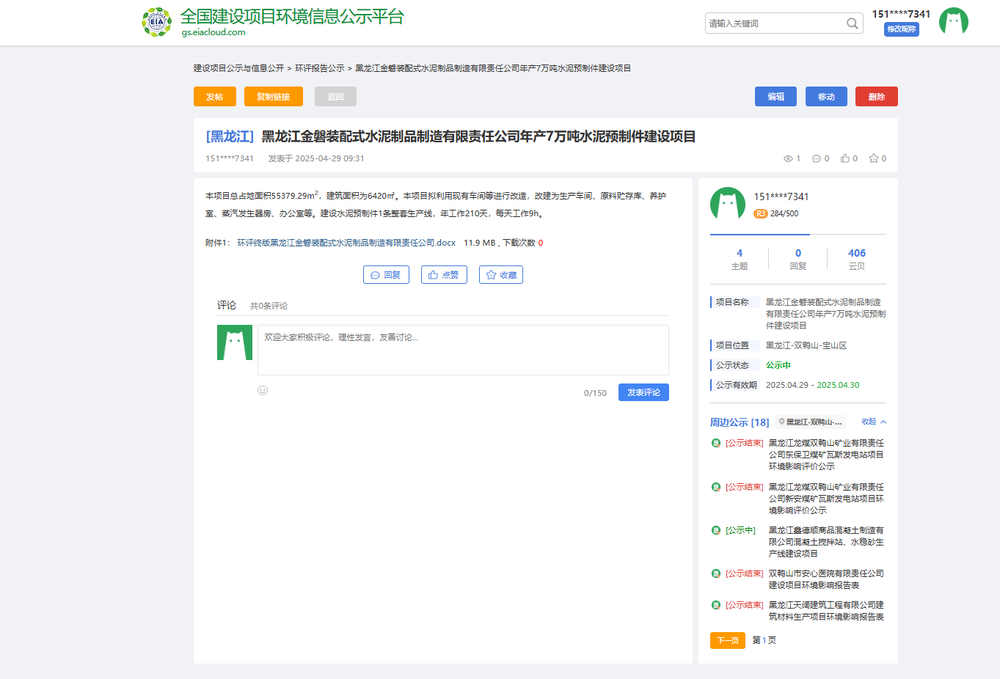 全国建设项目环境信息公示平台
gs.eiacloud.com
请输入关键词
151****7341
修改昵称
建设项目公示与信息公开 > 环评报告公示 > 黑龙江金磐装配式水泥制品制造有限责任公司年产7万吨水泥预制件建设项目
发帖 复制链接 返回 编辑 移动 删除
[黑龙江] 黑龙江金磐装配式水泥制品制造有限责任公司年产7万吨水泥预制件建设项目
151****7341 发表于 2025-04-29 09:31 1 0 0 0
本项目总占地面积55379.29m², 建筑面积为6420㎡。本项目拟利用现有车间等进行改造，改建为生产车间、原料贮存库、养护
室、蒸汽发生器房、办公室等。建设水泥预制件1条整套生产线，年工作210天，每天工作9h。
附件1： 环评终版黑龙江金磐装配式水泥制品制造有限责任公司.docx 11.9 MB , 下载次数 0
回复 点赞 收藏
评论 共0条评论
欢迎大家积极评论，理性发言，友善讨论...
0/150 发表评论
151****7341
R3 284/500
4 0 406
主题 回复 云贝
项目名称 黑龙江金磐装配式水泥制品制造
有限责任公司年产7万吨水泥预制
件建设项目
项目位置 黑龙江-双鸭山-宝山区
公示状态 公示中
公示有效期 2025.04.29 - 2025.04.30
周边公示 [18] 黑龙江-双鸭山-... 收起
[公示结束] 黑龙江龙煤双鸭山矿业有限责任
公司东保卫煤矿瓦斯发电站项目
环境影响评价公示
[公示结束] 黑龙江龙煤双鸭山矿业有限责任
公司新安煤矿瓦斯发电站项目环
境影响评价公示
[公示中] 黑龙江鑫德顺商品混凝土制造有
限公司混凝土搅拌站、水稳砂生
产线建设项目
[公示结束] 双鸭山市安心医院有限责任公司
建设项目环境影响报告表
[公示结束] 黑龙江天阔建筑工程有限公司建
筑材料生产项目环境影响报告表
下一页 第1页